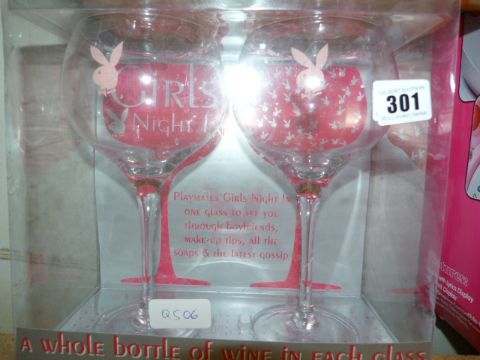 GIRLS
NIGHT IN
301
PLAYMATES GIRLS NIGHT IN
ONE GLASS TO SEE YOU
THROUGH BOYFRIENDS,
MAKE-UP TIPS, ALL THE
SOAPS & THE LATEST GOSSIP
QS06
A WHOLE BOTTLE OF WINE IN EACH GLASS